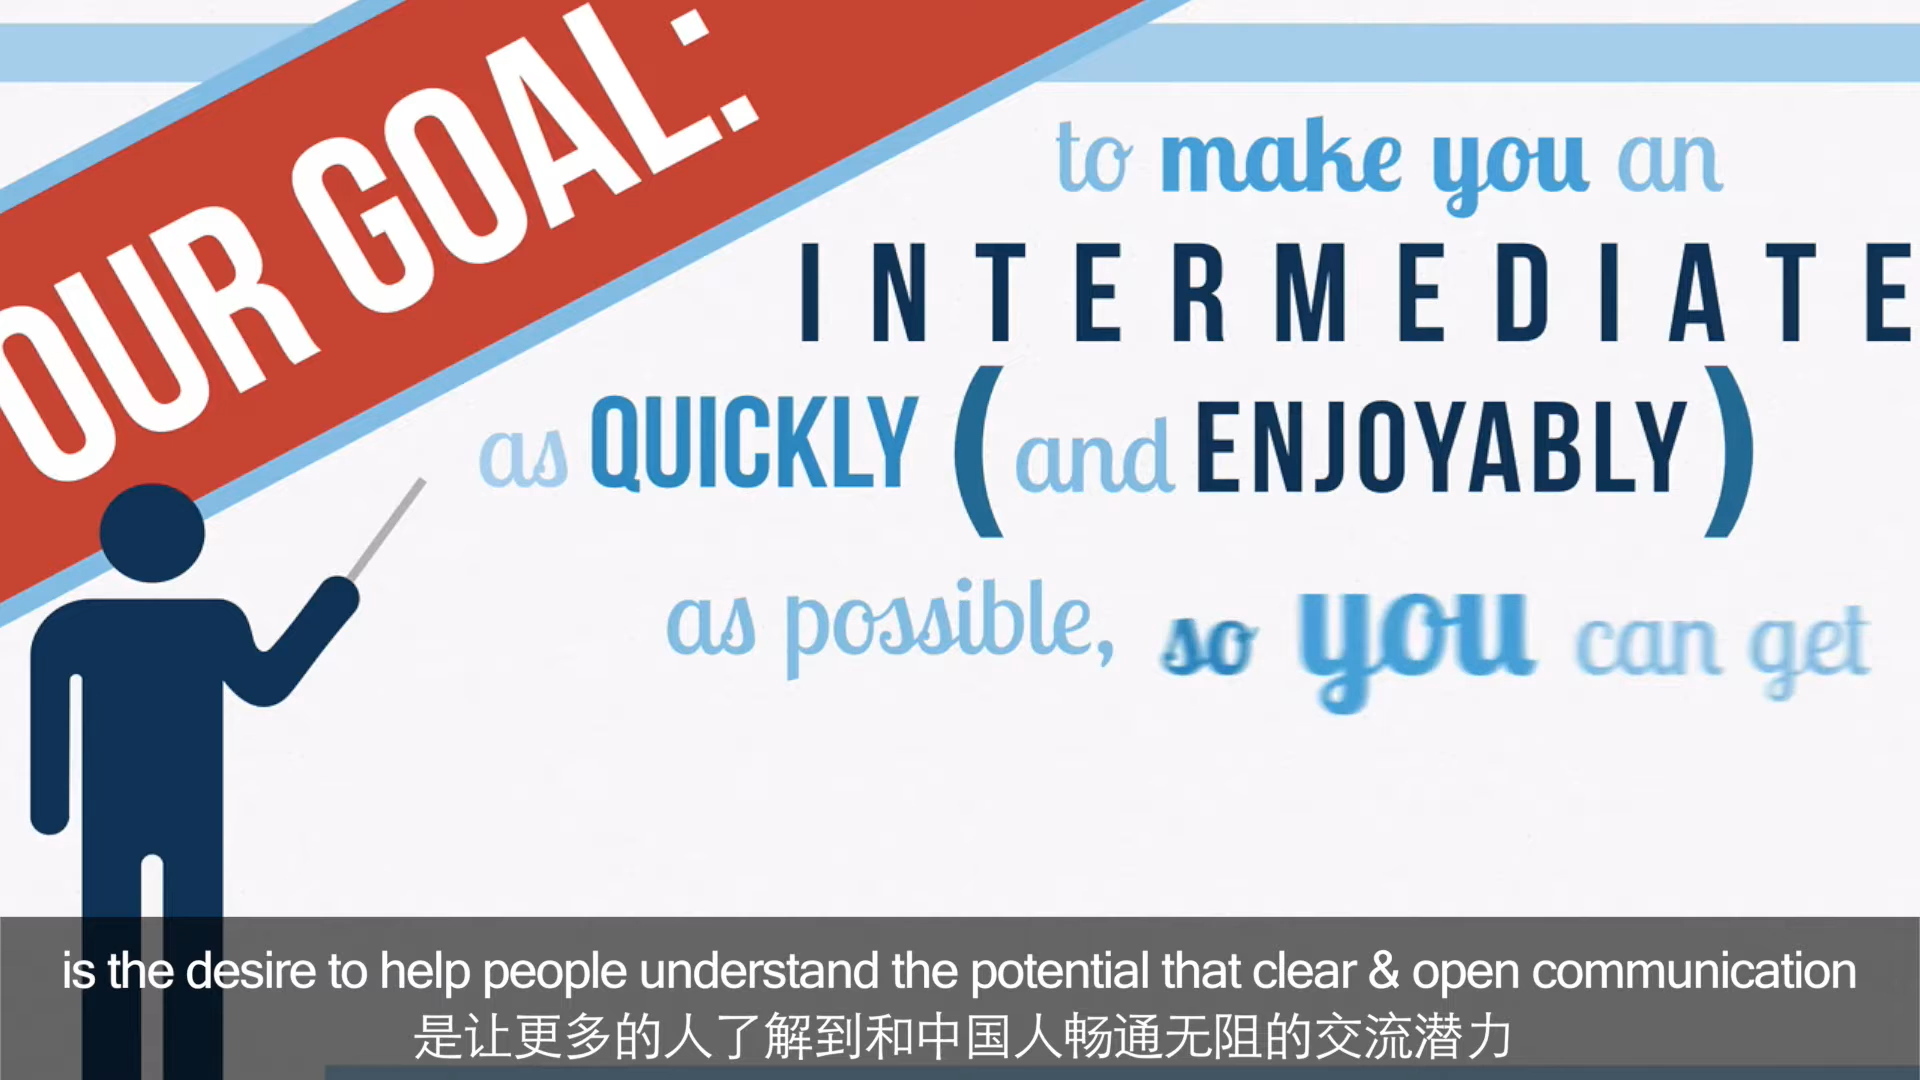 OUR GOAL:
to make you an
INTERMEDIATE
as QUICKLY (and ENJOYABLY)
as possible, so you can get
is the desire to help people understand the potential that clear & open communication
是让更多的人了解到和中国人畅通无阻的交流潜力